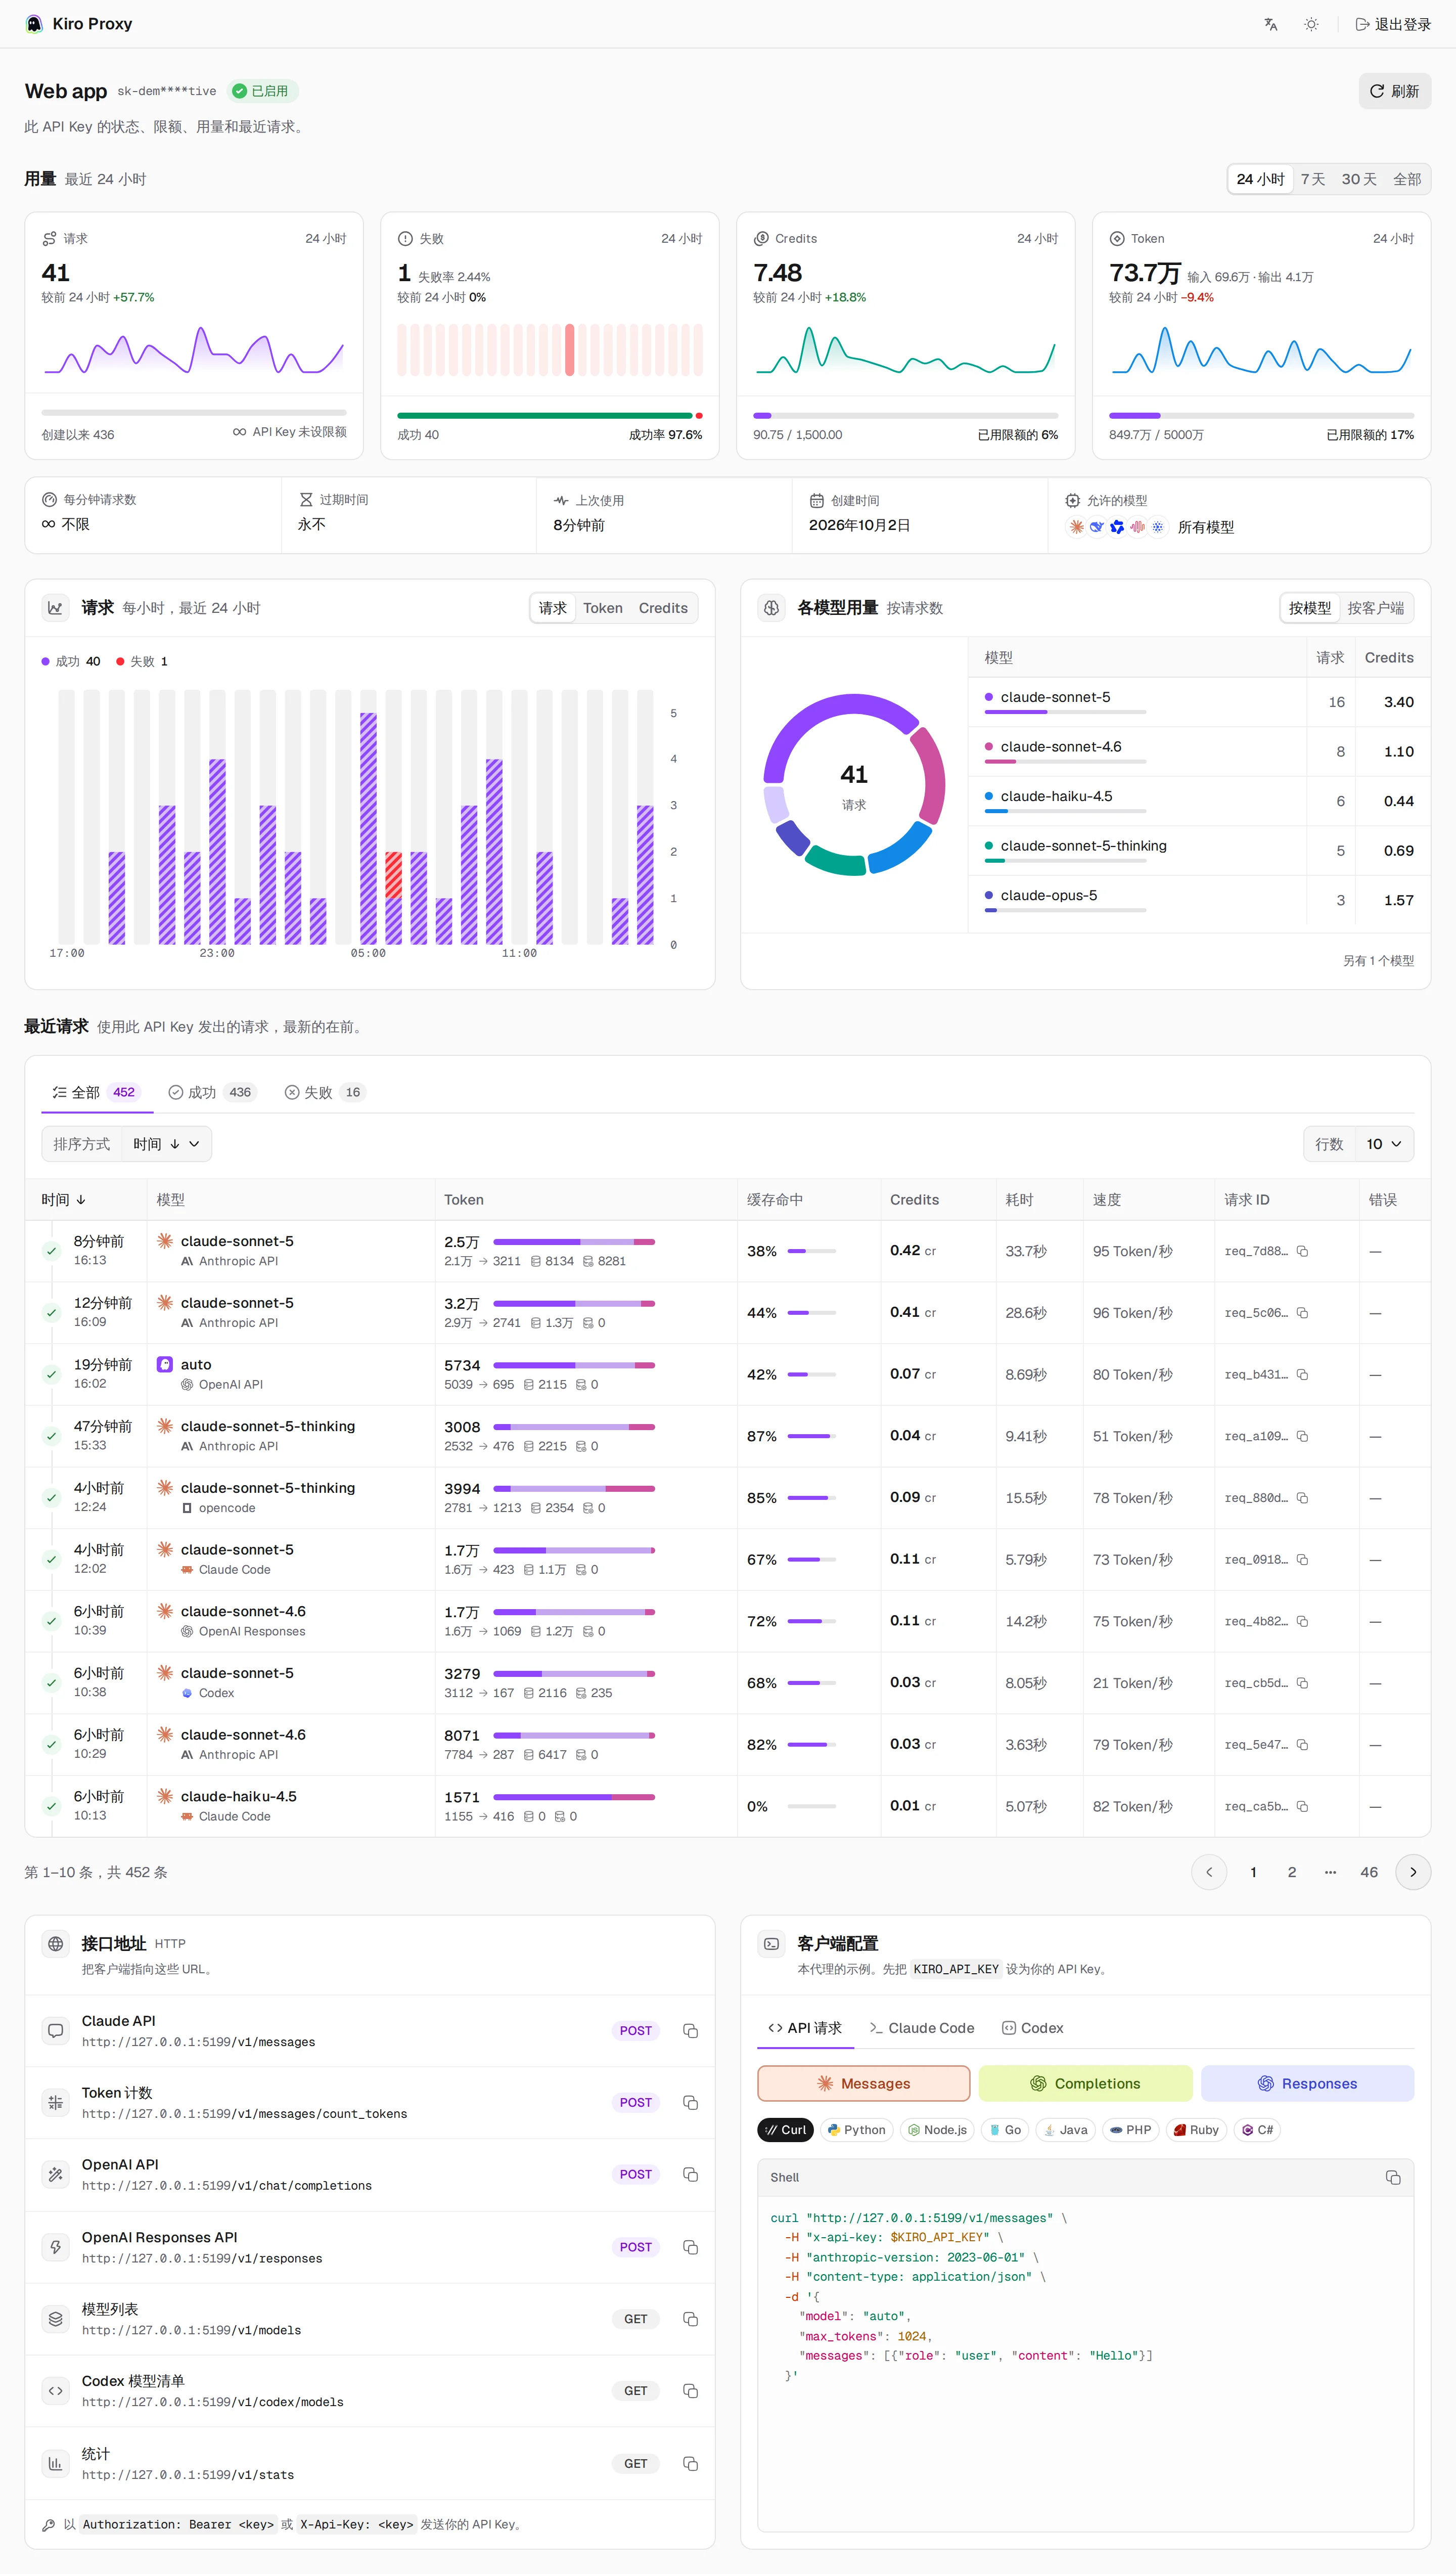 Kiro Proxy
退出登录
Web app sk-dem****tive 已启用
刷新
此 API Key 的状态、限额、用量和最近请求。
用量 最近 24 小时
24 小时 7 天 30 天 全部
请求 24 小时
41
较前 24 小时 +57.7%
创建以来 436
API Key 未设限额
失败 24 小时
1 失败率 2.44%
较前 24 小时 0%
成功 40
成功率 97.6%
Credits 24 小时
7.48
较前 24 小时 +18.8%
90.75 / 1,500.00
已用限额的 6%
Token 24 小时
73.7万 输入 69.6万 · 输出 4.1万
较前 24 小时 −9.4%
849.7万 / 5000万
已用限额的 17%
每分钟请求数
∞ 不限
过期时间
永不
上次使用
8分钟前
创建时间
2026年10月2日
允许的模型
所有模型
请求 每小时，最近 24 小时
请求 Token Credits
成功 40 失败 1
5
4
3
2
1
0
17:00 23:00 05:00 11:00
各模型用量 按请求数
按模型 按客户端
41
请求
模型 请求 Credits
claude-sonnet-5 16 3.40
claude-sonnet-4.6 8 1.10
claude-haiku-4.5 6 0.44
claude-sonnet-5-thinking 5 0.69
claude-opus-5 3 1.57
另有 1 个模型
最近请求 使用此 API Key 发出的请求，最新的在前。
全部 452 成功 436 失败 16
排序方式 时间 ↓
行数 10
时间 ↓ 模型 Token 缓存命中 Credits 耗时 速度 请求 ID 错误
8分钟前 claude-sonnet-5 2.5万 38% 0.42 cr 33.7秒 95 Token/秒 req_7d88… —
16:13 Anthropic API 2.1万 → 3211 8134 8281
12分钟前 claude-sonnet-5 3.2万 44% 0.41 cr 28.6秒 96 Token/秒 req_5c06… —
16:09 Anthropic API 2.9万 → 2741 1.3万 0
19分钟前 auto 5734 42% 0.07 cr 8.69秒 80 Token/秒 req_b431… —
16:02 OpenAI API 5039 → 695 2115 0
47分钟前 claude-sonnet-5-thinking 3008 87% 0.04 cr 9.41秒 51 Token/秒 req_a109… —
15:33 Anthropic API 2532 → 476 2215 0
4小时前 claude-sonnet-5-thinking 3994 85% 0.09 cr 15.5秒 78 Token/秒 req_880d… —
12:24 opencode 2781 → 1213 2354 0
4小时前 claude-sonnet-5 1.7万 67% 0.11 cr 5.79秒 73 Token/秒 req_0918… —
12:02 Claude Code 1.6万 → 423 1.1万 0
6小时前 claude-sonnet-4.6 1.7万 72% 0.11 cr 14.2秒 75 Token/秒 req_4b82… —
10:39 OpenAI Responses 1.6万 → 1069 1.2万 0
6小时前 claude-sonnet-5 3279 68% 0.03 cr 8.05秒 21 Token/秒 req_cb5d… —
10:38 Codex 3112 → 167 2116 235
6小时前 claude-sonnet-4.6 8071 82% 0.03 cr 3.63秒 79 Token/秒 req_5e47… —
10:29 Anthropic API 7784 → 287 6417 0
6小时前 claude-haiku-4.5 1571 0% 0.01 cr 5.07秒 82 Token/秒 req_ca5b… —
10:13 Claude Code 1155 → 416 0 0
第 1–10 条，共 452 条
1 2 ••• 46
接口地址 HTTP
把客户端指向这些 URL。
Claude API
http://127.0.0.1:5199/v1/messages
POST
Token 计数
http://127.0.0.1:5199/v1/messages/count_tokens
POST
OpenAI API
http://127.0.0.1:5199/v1/chat/completions
POST
OpenAI Responses API
http://127.0.0.1:5199/v1/responses
POST
模型列表
http://127.0.0.1:5199/v1/models
GET
Codex 模型清单
http://127.0.0.1:5199/v1/codex/models
GET
统计
http://127.0.0.1:5199/v1/stats
GET
以 Authorization: Bearer <key> 或 X-Api-Key: <key> 发送你的 API Key。
客户端配置
本代理的示例。先把 KIRO_API_KEY 设为你的 API Key。
API 请求 Claude Code Codex
Messages Completions Responses
Curl Python Node.js Go Java PHP Ruby C#
Shell
curl "http://127.0.0.1:5199/v1/messages" \
-H "x-api-key: $KIRO_API_KEY" \
-H "anthropic-version: 2023-06-01" \
-H "content-type: application/json" \
-d '{
"model": "auto",
"max_tokens": 1024,
"messages": [{"role": "user", "content": "Hello"}]
}'